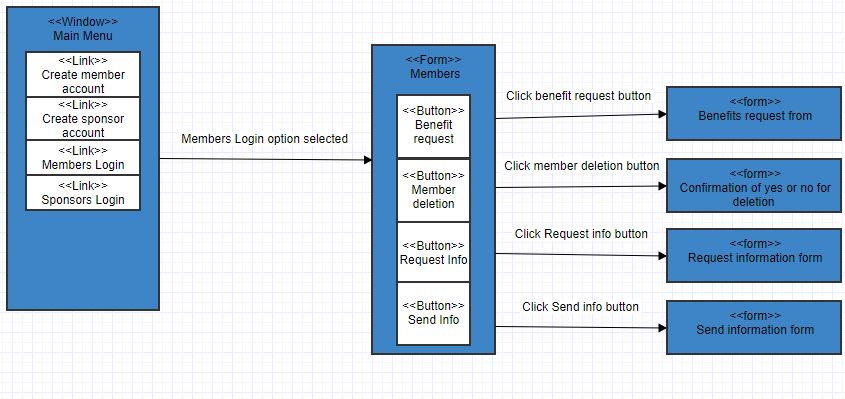 <<Window>>
Main Menu
<<Link>>
Create member
account
<<Link>>
Create sponsor
account
<<Link>>
Members Login
<<Link>>
Sponsors Login
Members Login option selected
<<Form>>
Members
<<Button>>
Benefit
request
<<Button>>
Member
deletion
<<Button>>
Request Info
<<Button>>
Send Info
Click benefit request button
<<form>>
Benefits request from
Click member deletion button
<<form>>
Confirmation of yes or no for
deletion
Click Request info button
<<form>>
Request information form
Click Send info button
<<form>>
Send information form